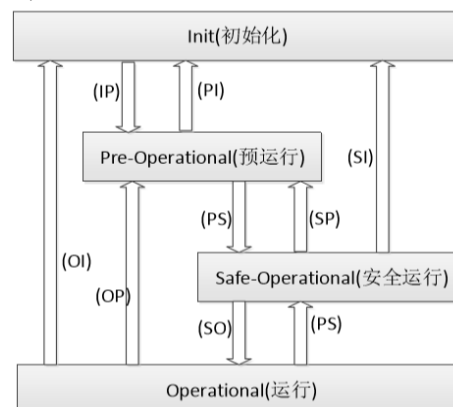 Init(初始化)
(IP)
(PI)
Pre-Operational(预运行)
(SI)
(PS)
(SP)
(OI)
Safe-Operational(安全运行)
(OP)
(SO)
(PS)
Operational(运行)